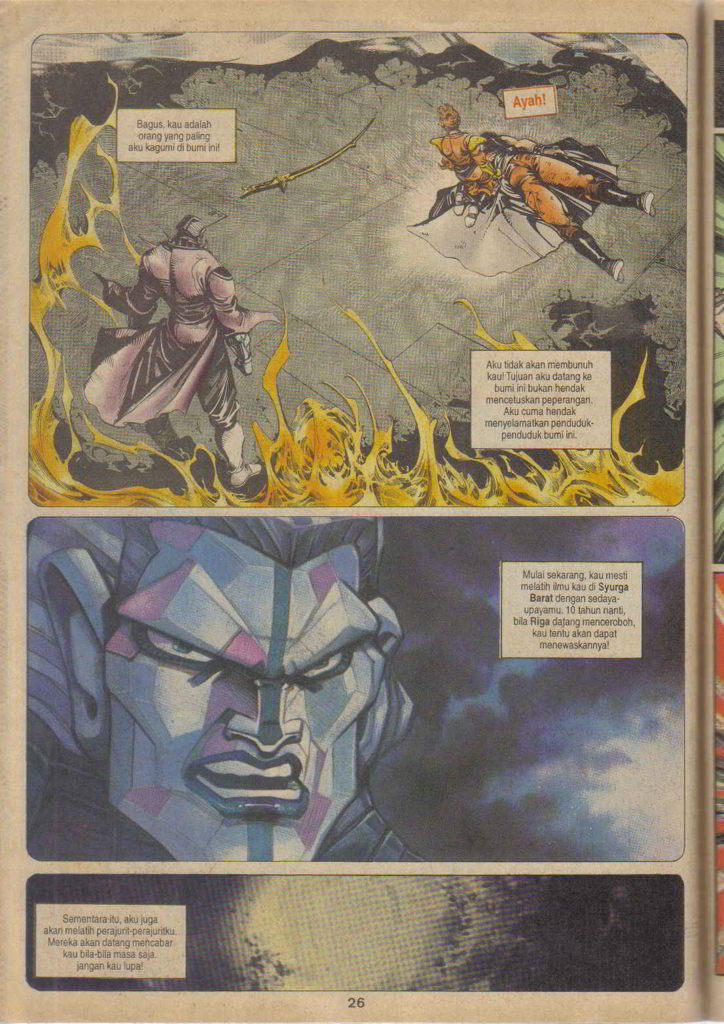 Bagus, kau adalah
orang yang paling
aku kagumi di bumi ini!
Ayah!
Aku tidak akan membunuh
kau! Tujuan aku datang ke
bumi ini bukan hendak
mencetuskan peperangan.
Aku cuma hendak
menyelamatkan penduduk-
penduduk bumi ini.
Mulai sekarang, kau mesti
melatih ilmu kau di Syurga
Barat dengan sedaya-
upayamu. 10 tahun nanti,
bila Riga datang menceroboh,
kau tentu akan dapat
menewaskannya!
Sementara itu, aku juga
akan melatih perajurit-perajuritku.
Mereka akan datang mencabar
kau bila-bila masa saja.
jangan kau lupa!
26